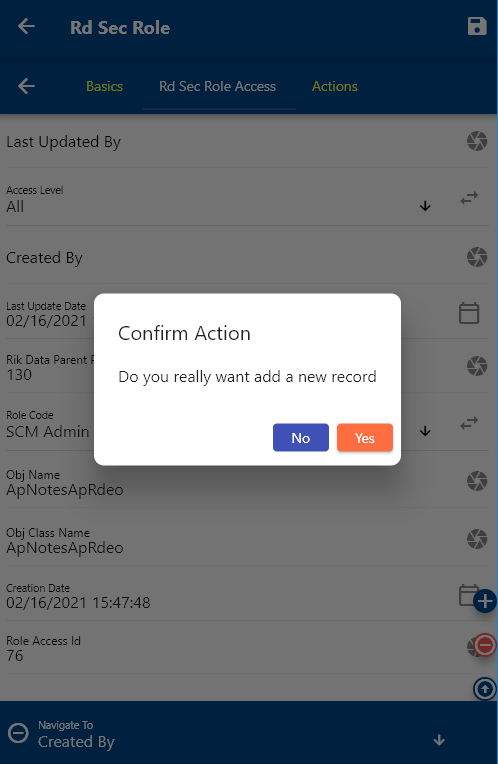 Rd Sec Role
Basics
Rd Sec Role Access
Actions
Last Updated By
Access Level
All
Created By
Last Update Date
02/16/2021
Rik Data Parent
130
Role Code
SCM Admin
Confirm Action
Do you really want add a new record
No
Yes
Obj Name
ApNotesApRdeo
Obj Class Name
ApNotesApRdeo
Creation Date
02/16/2021 15:47:48
Role Access Id
76
Navigate To
Created By